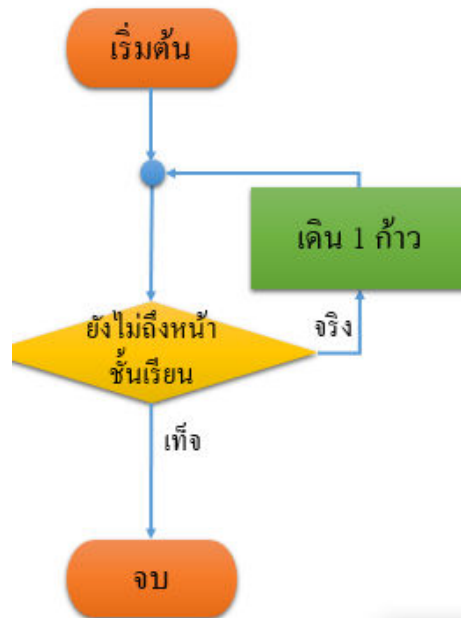 เริ่มต้น
เดิน 1 ก้าว
ยังไม่ถึงหน้า
ชั้นเรียน
จริง
เท็จ
จบ